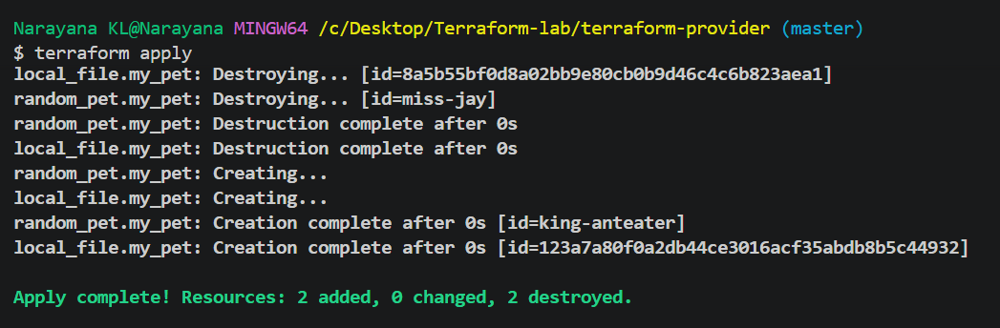 Narayana KL@Narayana MINGW64 /c/Desktop/Terraform-lab/terraform-provider (master)
$ terraform apply
local_file.my_pet: Destroying... [id=8a5b55bf0d8a02bb9e80cb0b9d46c4c6b823aea1]
random_pet.my_pet: Destroying... [id=miss-jay]
random_pet.my_pet: Destruction complete after 0s
local_file.my_pet: Destruction complete after 0s
random_pet.my_pet: Creating...
local_file.my_pet: Creating...
random_pet.my_pet: Creation complete after 0s [id=king-anteater]
local_file.my_pet: Creation complete after 0s [id=123a7a80f0a2db44ce3016acf35abdb8b5c44932]
Apply complete! Resources: 2 added, 0 changed, 2 destroyed.